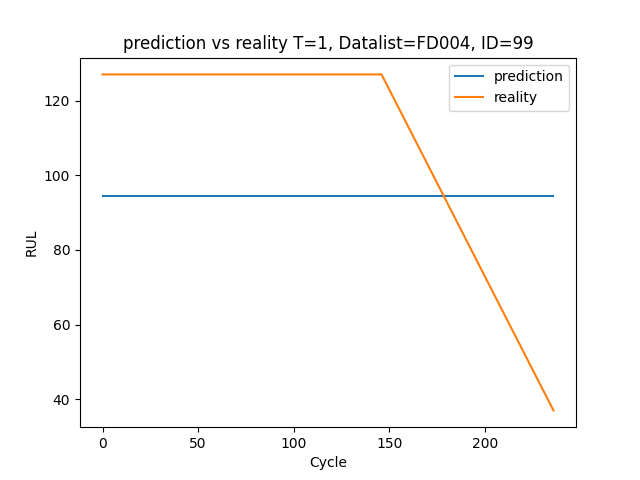 prediction vs reality T=1, Datalist=FD004, ID=99
prediction
reality
120
100
80
60
40
RUL
0 50 100 150 200
Cycle